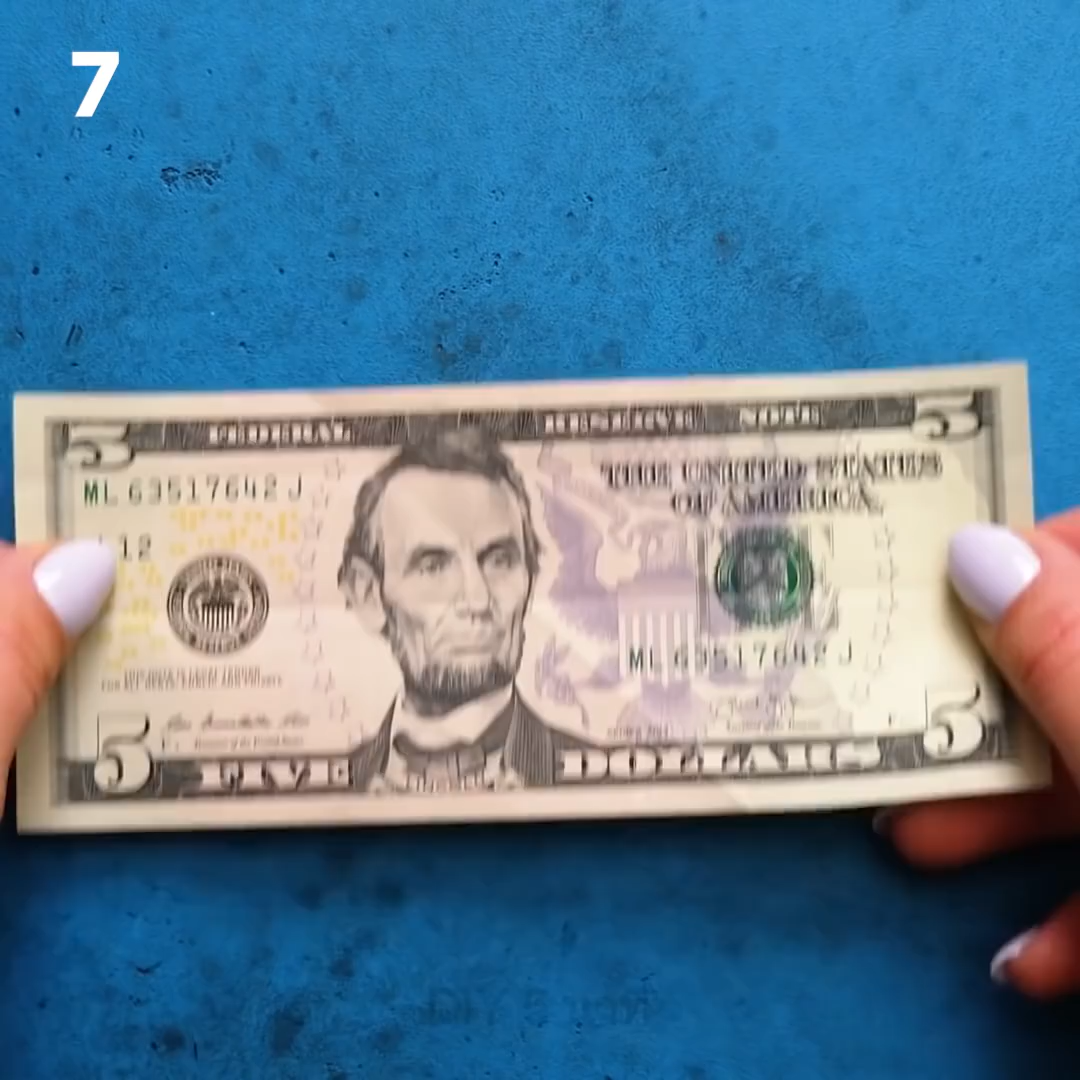 7
FEDERAL RESERVE NOTE
5 5
THE UNITED STATES
OF AMERICA
ML 63517642 J
12
ML 63517642 J
5 5
FIVE DOLLARS